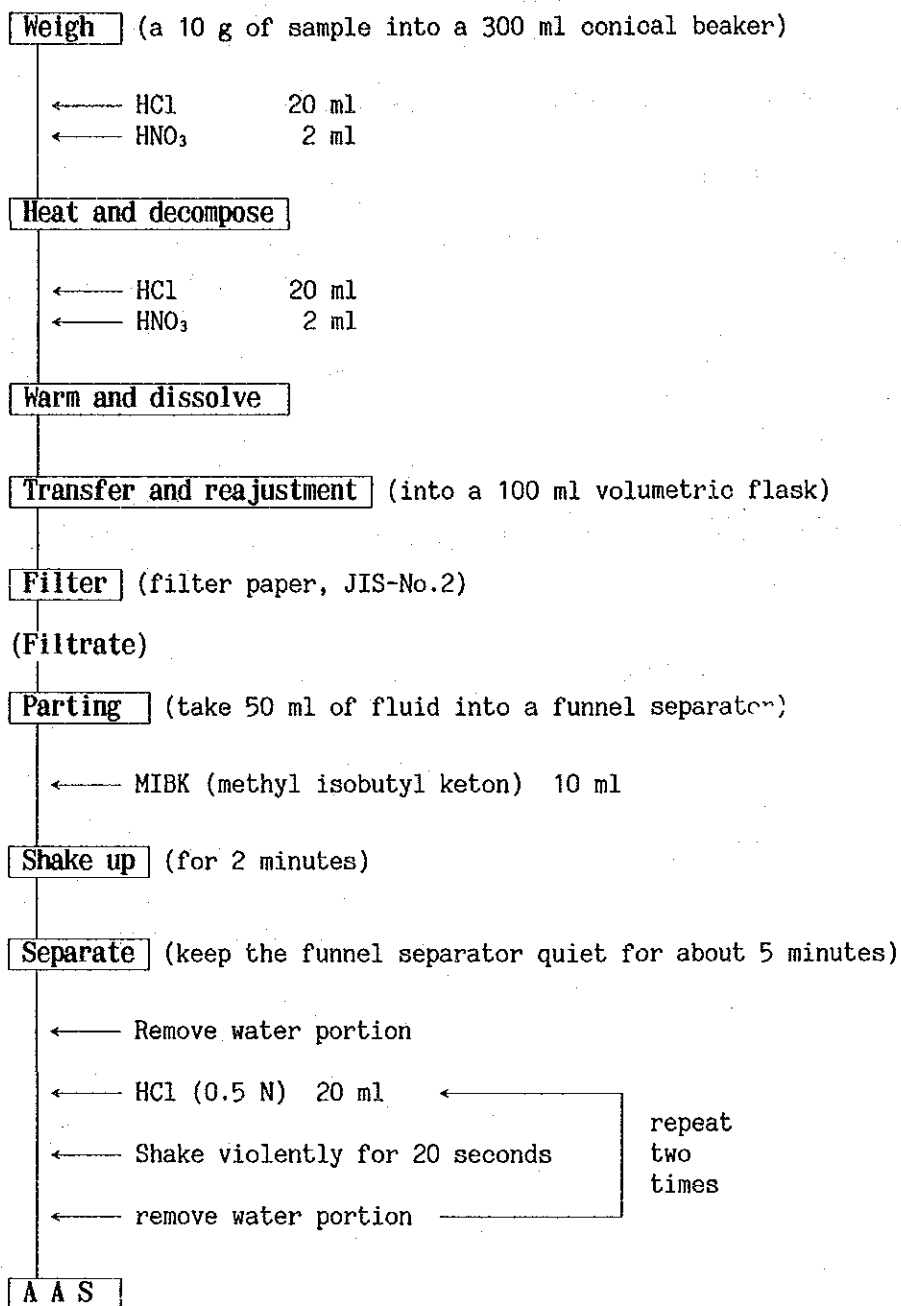 Weigh (a 10 g of sample into a 300 ml conical beaker)
← HCl 20 ml
← HNO₃ 2 ml
Heat and decompose
← HCl 20 ml
← HNO₃ 2 ml
Warm and dissolve
Transfer and reajustment (into a 100 ml volumetric flask)
Filter (filter paper, JIS-No.2)
(Filtrate)
Parting (take 50 ml of fluid into a funnel separator)
← MIBK (methyl isobutyl keton) 10 ml
Shake up (for 2 minutes)
Separate (keep the funnel separator quiet for about 5 minutes)
← Remove water portion
← HCl (0.5 N) 20 ml
← Shake violently for 20 seconds
← remove water portion
repeat
two
times
A A S